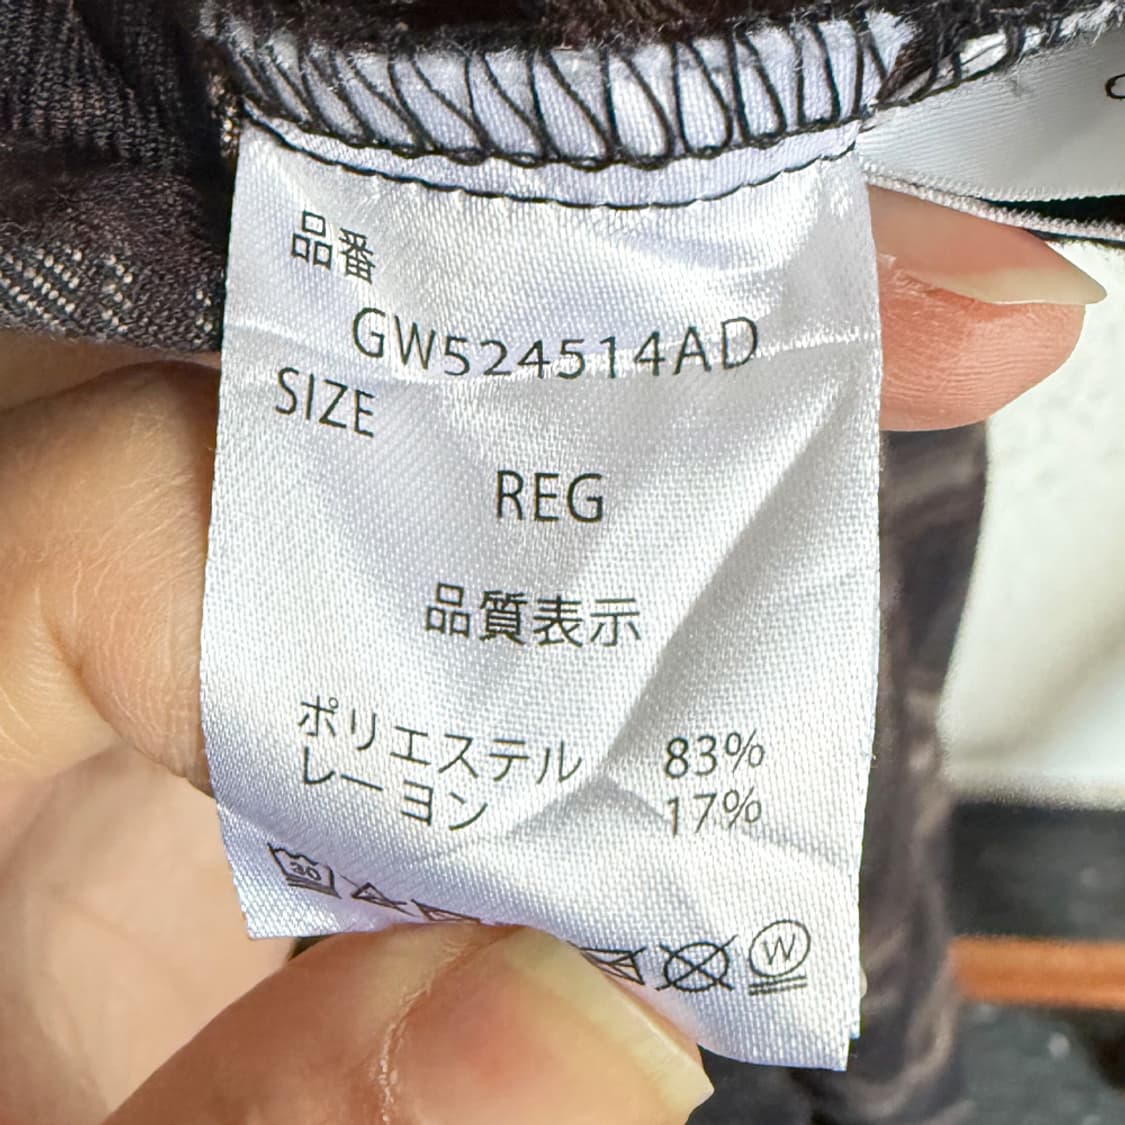 品番
GW524514AD
SIZE
REG
品質表示
ポリエステル 83%
レーヨン 17%
30
W